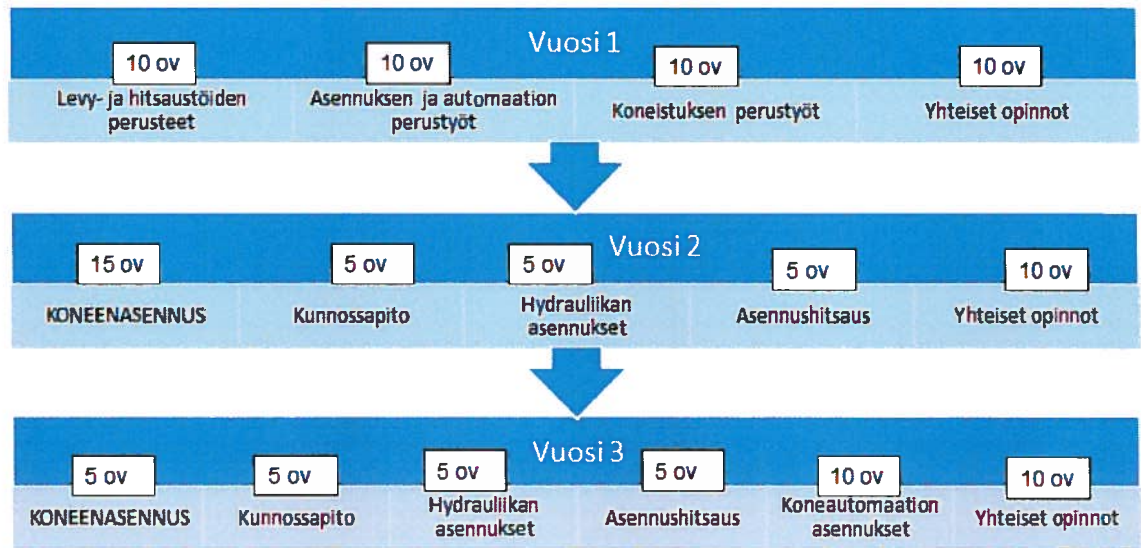 Vuosi 1
10 ov
10 ov
10 ov
10 ov
Levy- ja hitsaustöiden
perusteet
Asennuksen ja automaation
perustyöt
Koneistuksen perustyöt
Yhteiset opinnot
Vuosi 2
15 ov
5 ov
5 ov
5 ov
10 ov
KONEENASENNUS
Kunnossapito
Hydrauliikan
asennukset
Asennushitsaus
Yhteiset opinnot
Vuosi 3
5 ov
5 ov
5 ov
5 ov
10 ov
10 ov
KONEENASENNUS
Kunnossapito
Hydrauliikan
asennukset
Asennushitsaus
Koneautomaation
asennukset
Yhteiset opinnot